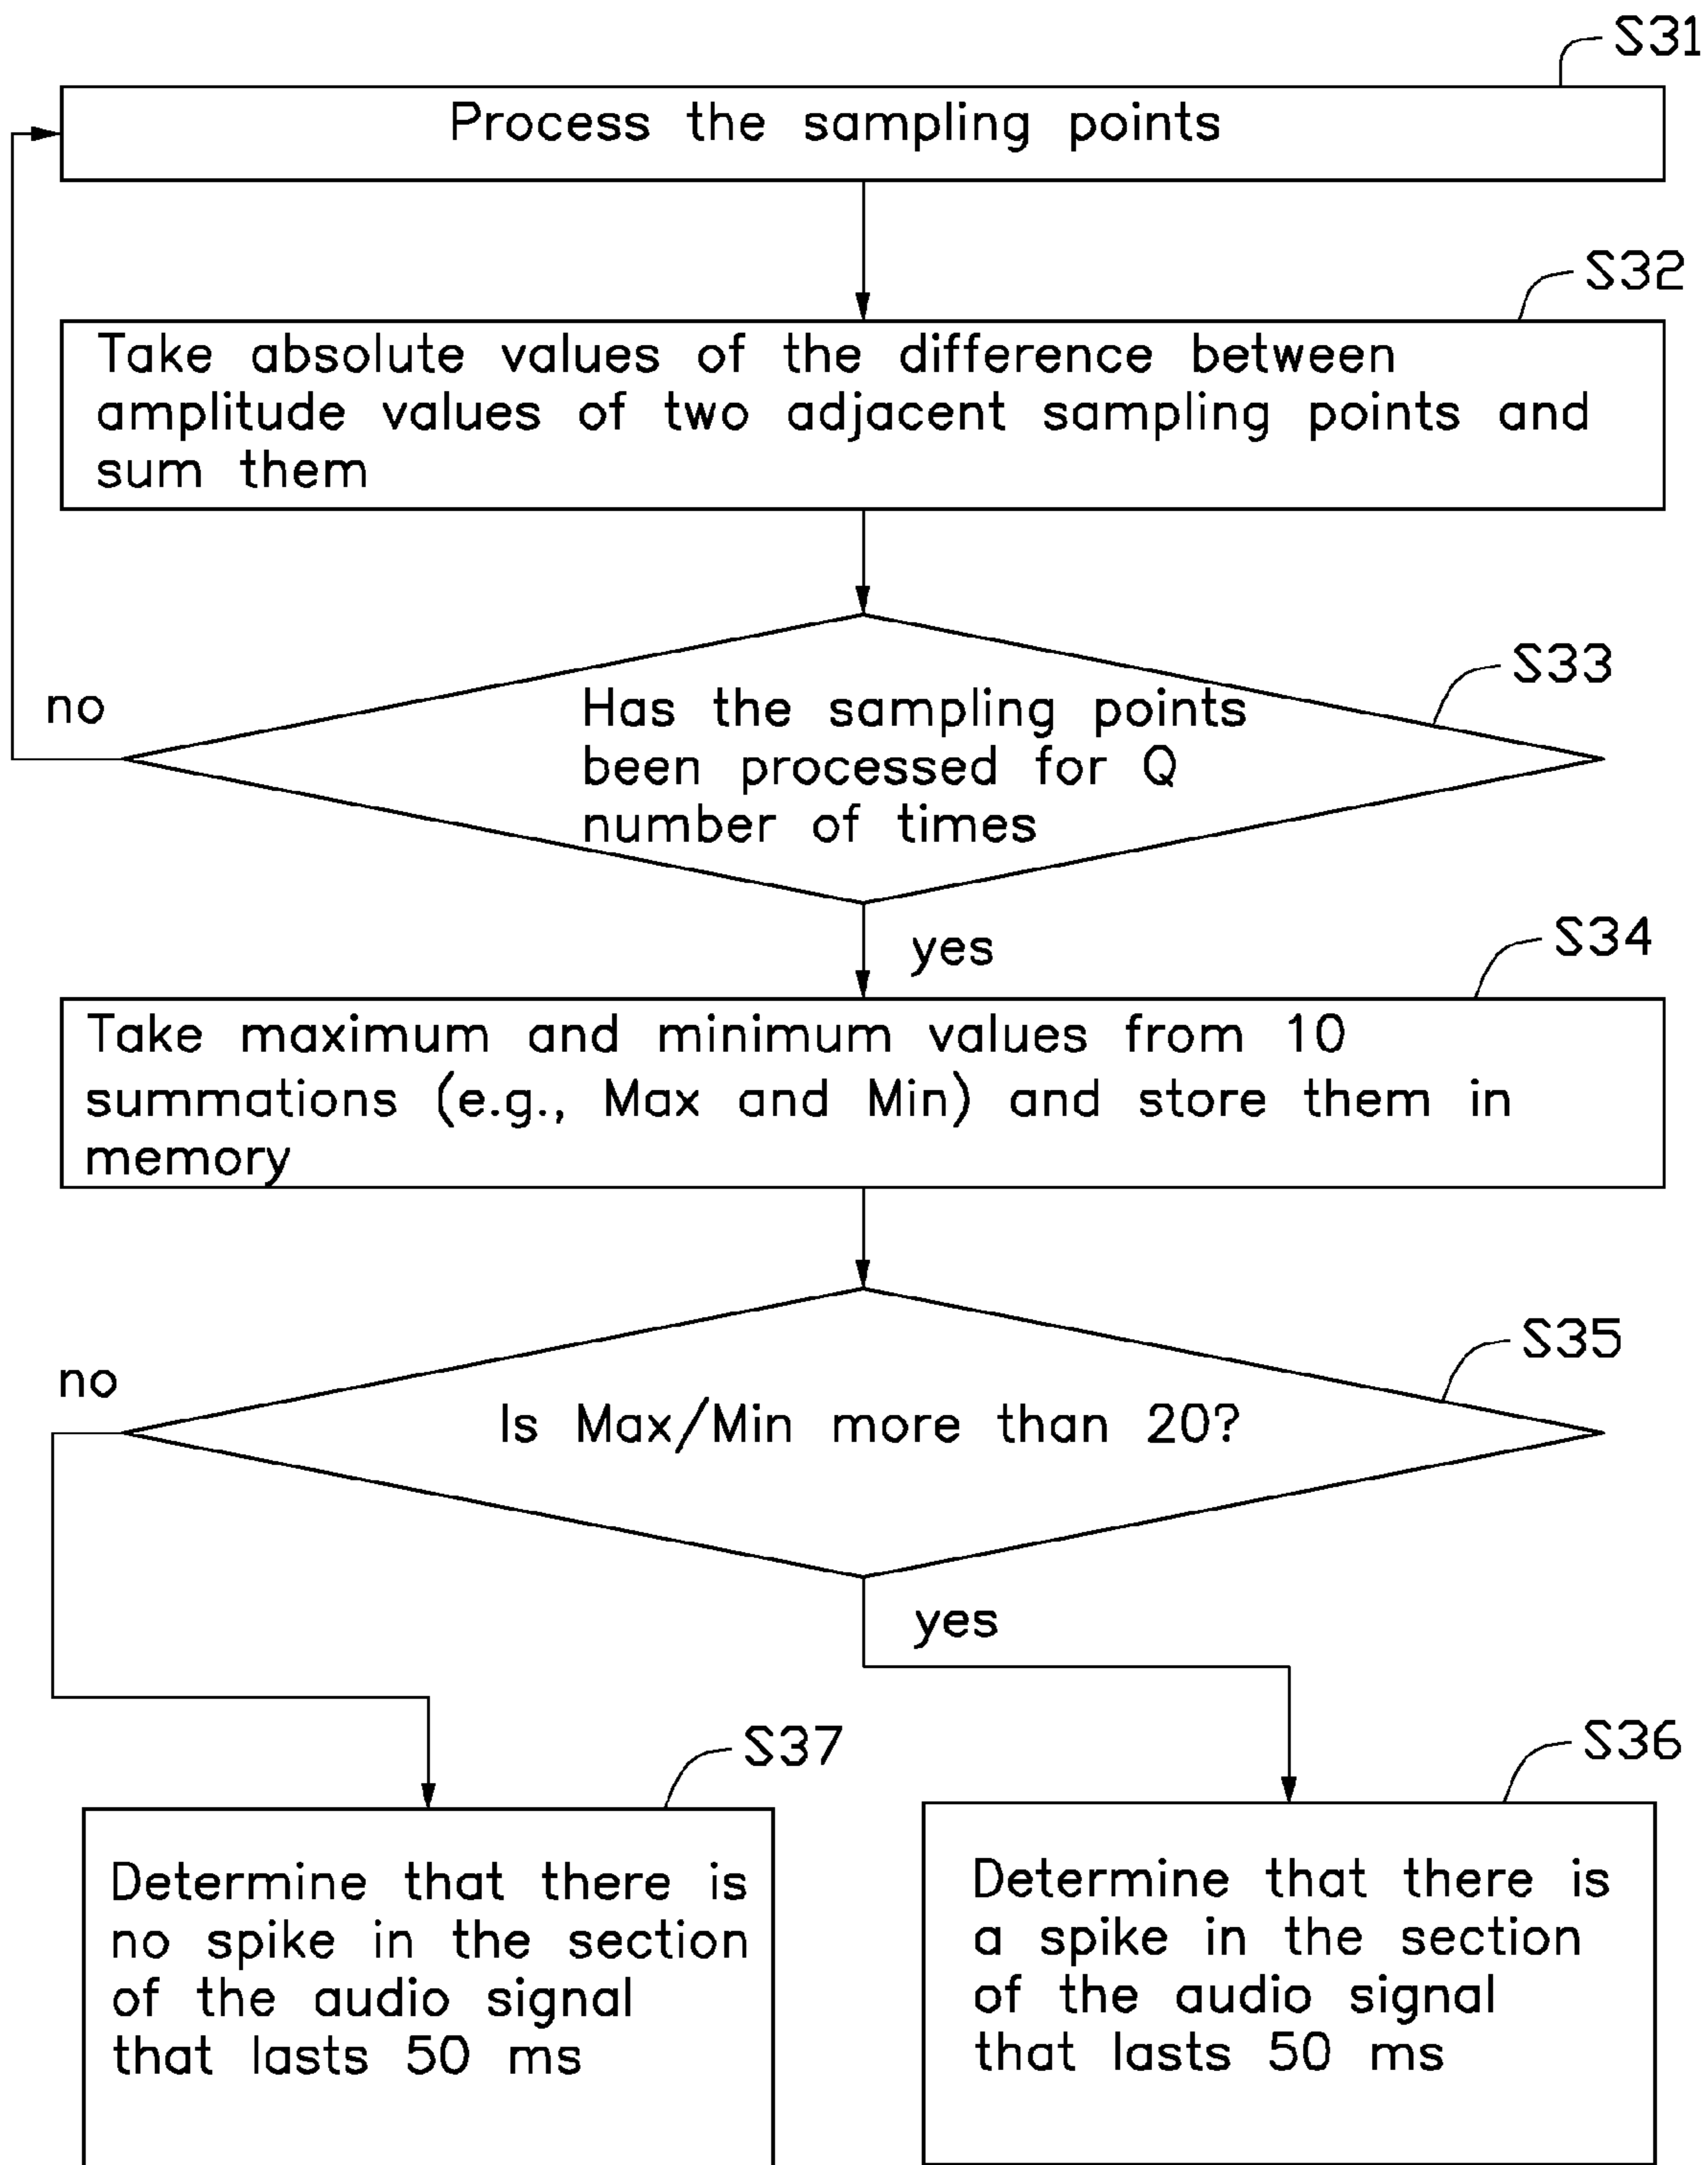 S31
Process the sampling points
S32
Take absolute values of the difference between
amplitude values of two adjacent sampling points and
sum them
S33
no
Has the sampling points
been processed for Q
number of times
yes
S34
Take maximum and minimum values from 10
summations (e.g., Max and Min) and store them in
memory
S35
no
Is Max/Min more than 20?
yes
S37
S36
Determine that there is
no spike in the section
of the audio signal
that lasts 50 ms
Determine that there is
a spike in the section
of the audio signal
that lasts 50 ms